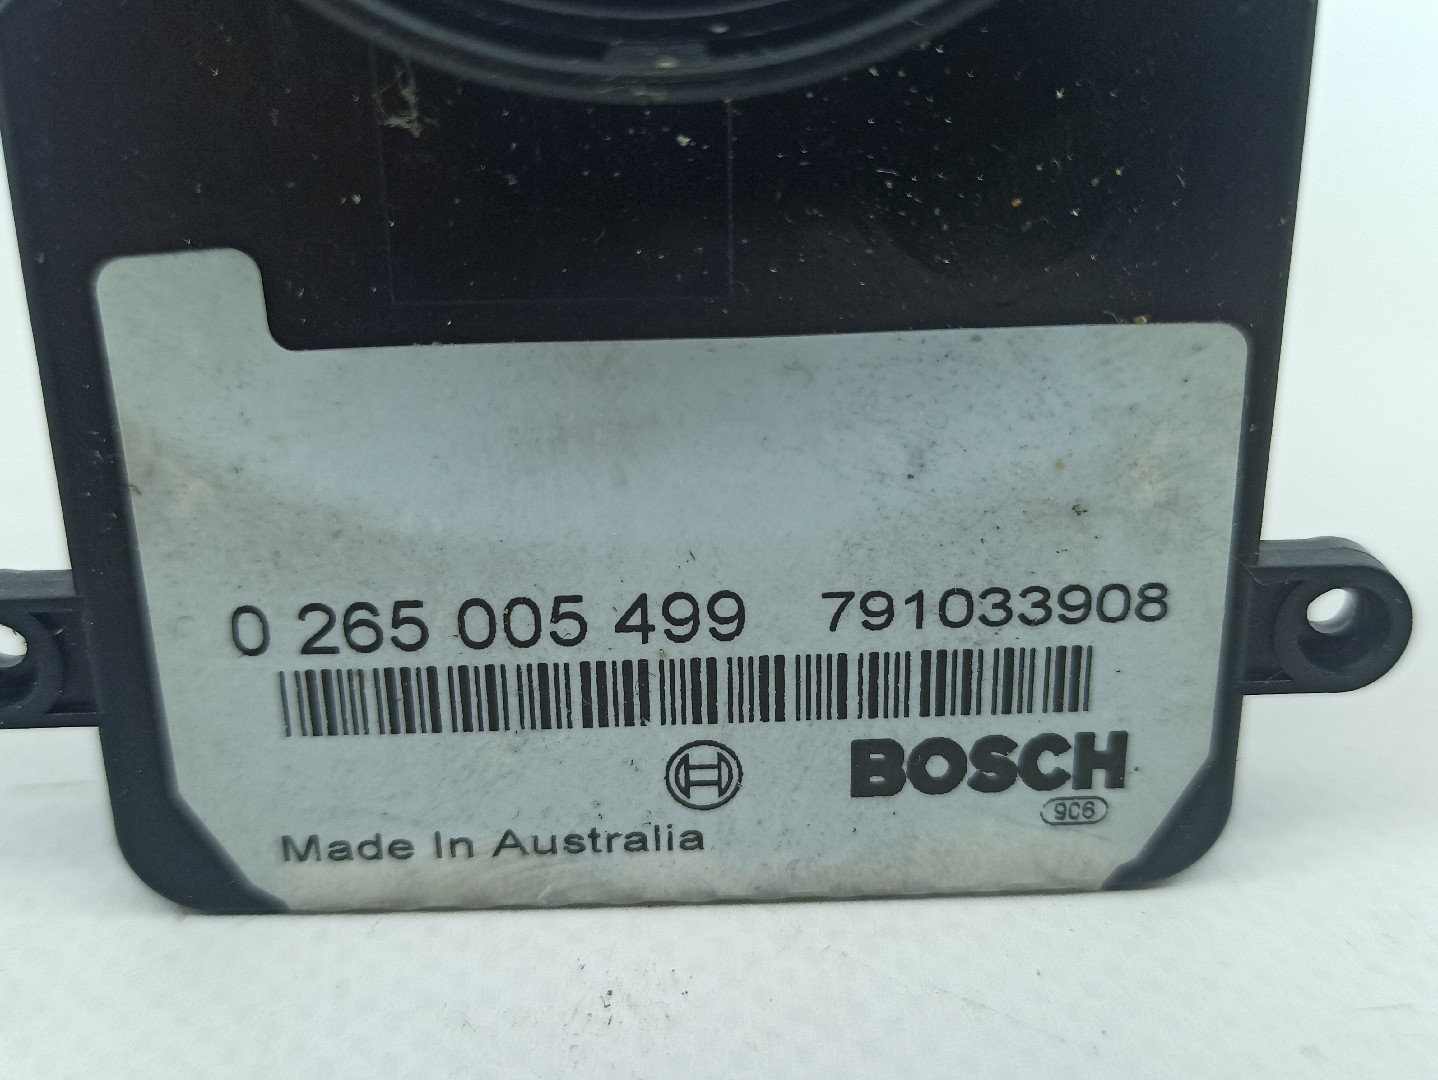 0 265 005 499 791033908
BOSCH
9C6
Made In Australia